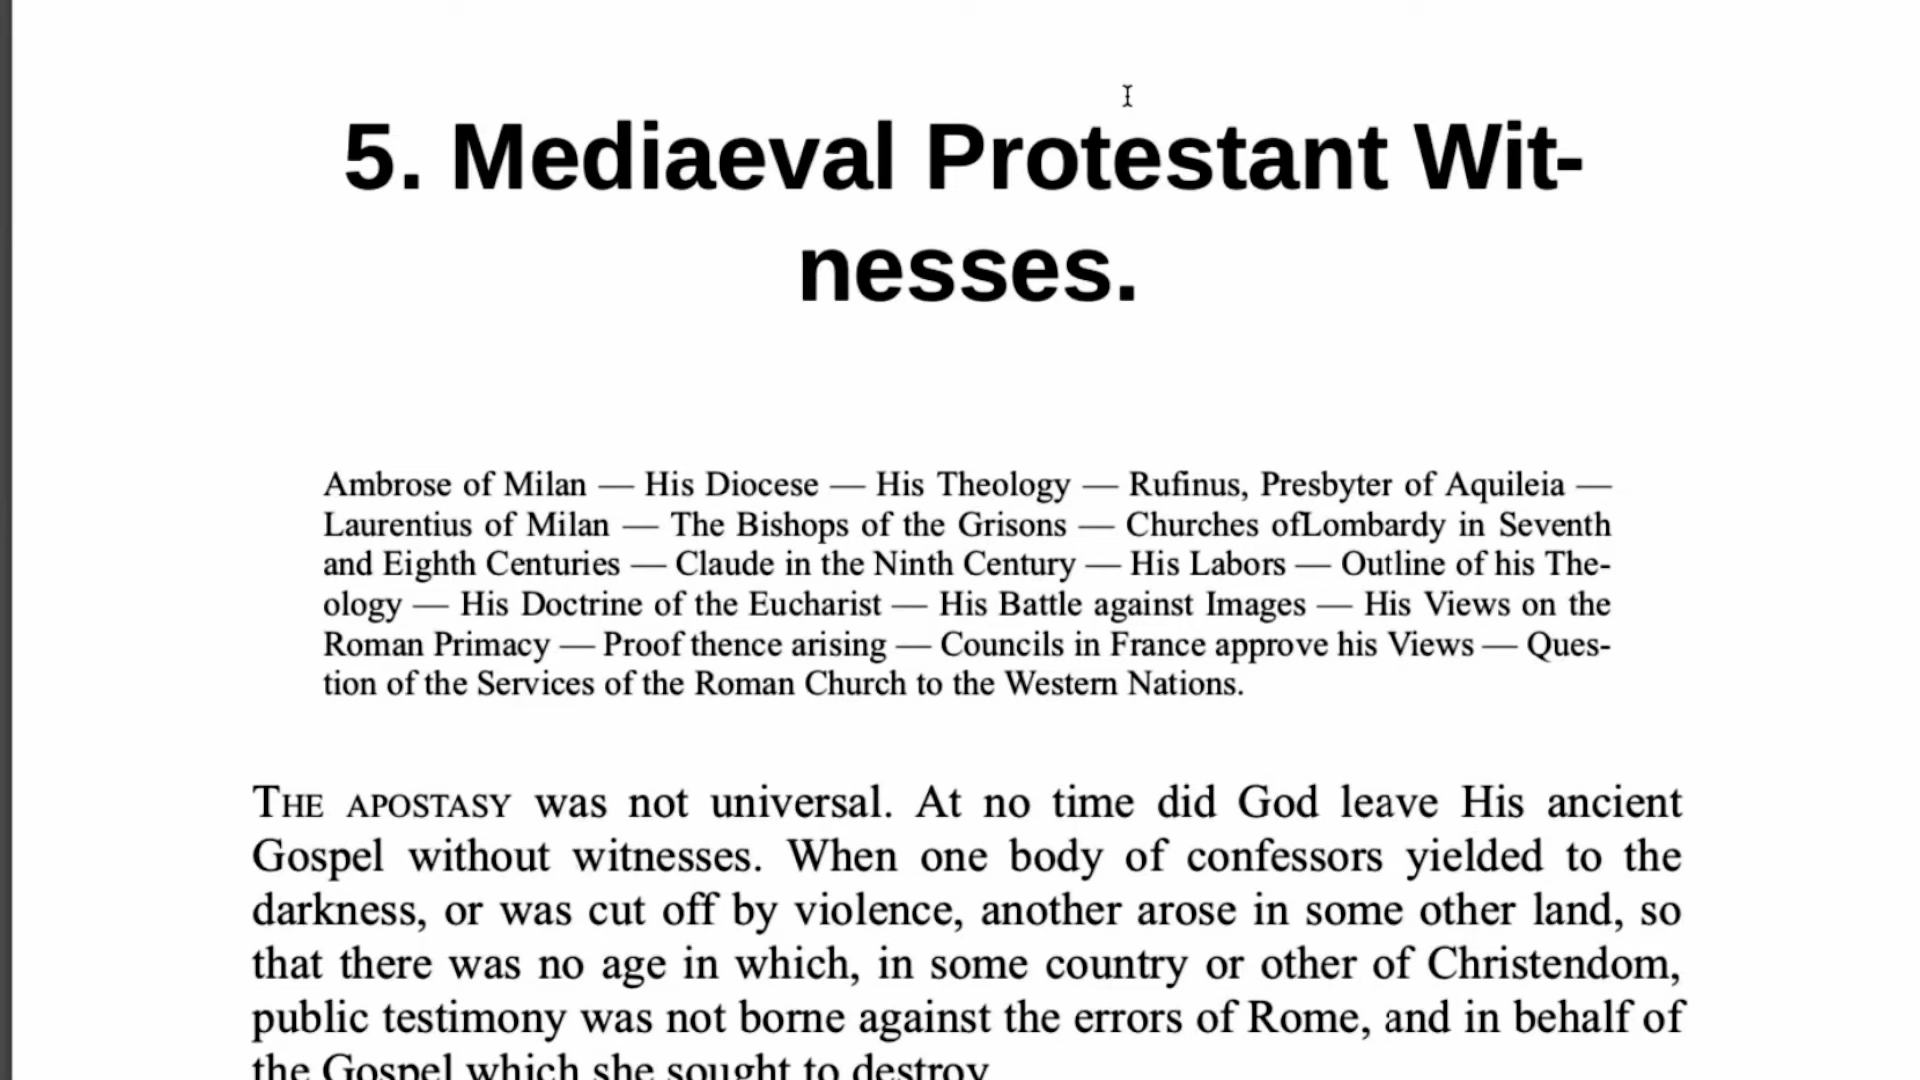 5. Mediaeval Protestant Wit-
nesses.
Ambrose of Milan — His Diocese — His Theology — Rufinus, Presbyter of Aquileia —
Laurentius of Milan — The Bishops of the Grisons — Churches ofLombardy in Seventh
and Eighth Centuries — Claude in the Ninth Century — His Labors — Outline of his The-
ology — His Doctrine of the Eucharist — His Battle against Images — His Views on the
Roman Primacy — Proof thence arising — Councils in France approve his Views — Ques-
tion of the Services of the Roman Church to the Western Nations.
THE APOSTASY was not universal. At no time did God leave His ancient
Gospel without witnesses. When one body of confessors yielded to the
darkness, or was cut off by violence, another arose in some other land, so
that there was no age in which, in some country or other of Christendom,
public testimony was not borne against the errors of Rome, and in behalf of
the Gospel which she sought to destroy